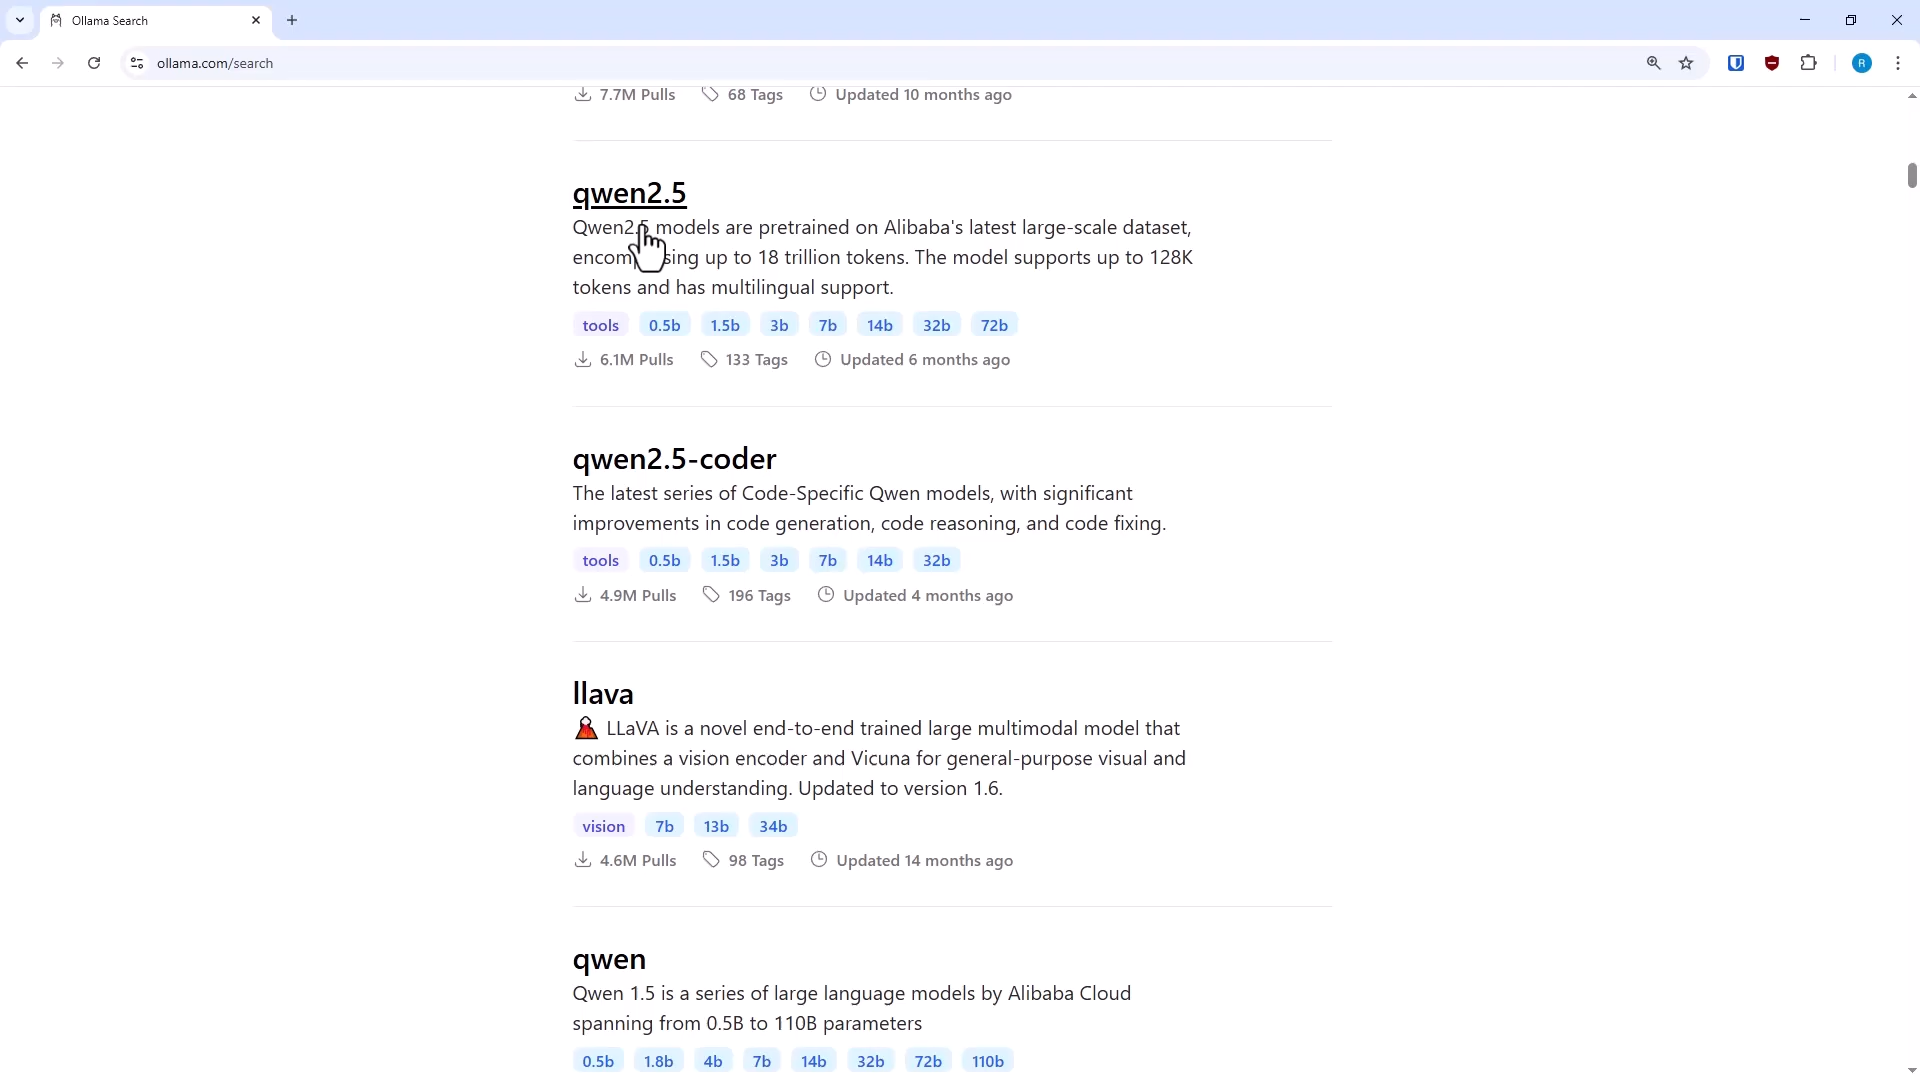 Ollama Search
ollama.com/search
R
7.7M Pulls 68 Tags Updated 10 months ago
qwen2.5
Qwen2.5 models are pretrained on Alibaba's latest large-scale dataset,
encompassing up to 18 trillion tokens. The model supports up to 128K
tokens and has multilingual support.
tools 0.5b 1.5b 3b 7b 14b 32b 72b
6.1M Pulls 133 Tags Updated 6 months ago
qwen2.5-coder
The latest series of Code-Specific Qwen models, with significant
improvements in code generation, code reasoning, and code fixing.
tools 0.5b 1.5b 3b 7b 14b 32b
4.9M Pulls 196 Tags Updated 4 months ago
llava
🌋 LLaVA is a novel end-to-end trained large multimodal model that
combines a vision encoder and Vicuna for general-purpose visual and
language understanding. Updated to version 1.6.
vision 7b 13b 34b
4.6M Pulls 98 Tags Updated 14 months ago
qwen
Qwen 1.5 is a series of large language models by Alibaba Cloud
spanning from 0.5B to 110B parameters
0.5b 1.8b 4b 7b 14b 32b 72b 110b